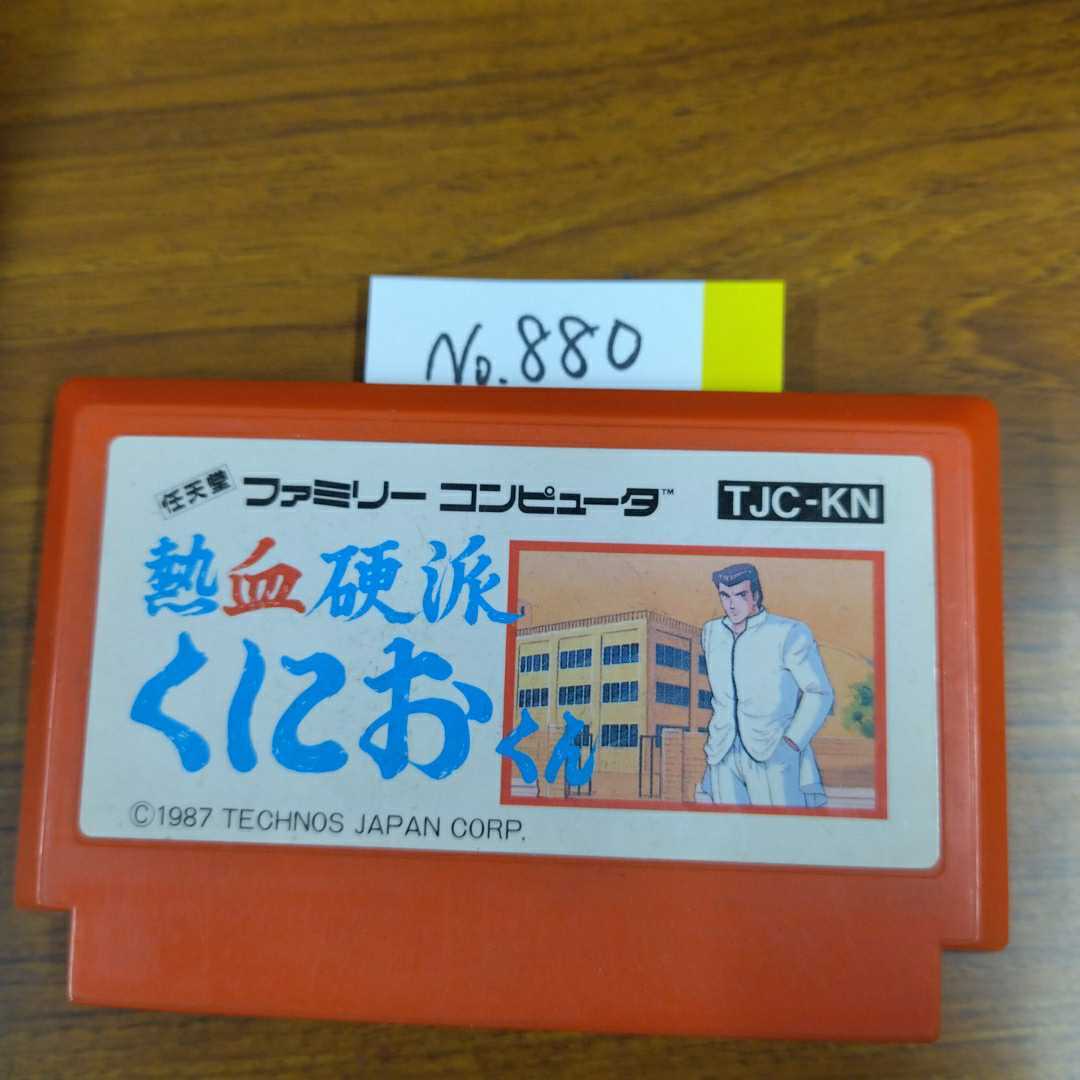 No.880
任天堂 ファミリー コンピュータ™ TJC-KN
熱血硬派
くにおくん
©1987 TECHNOS JAPAN CORP.